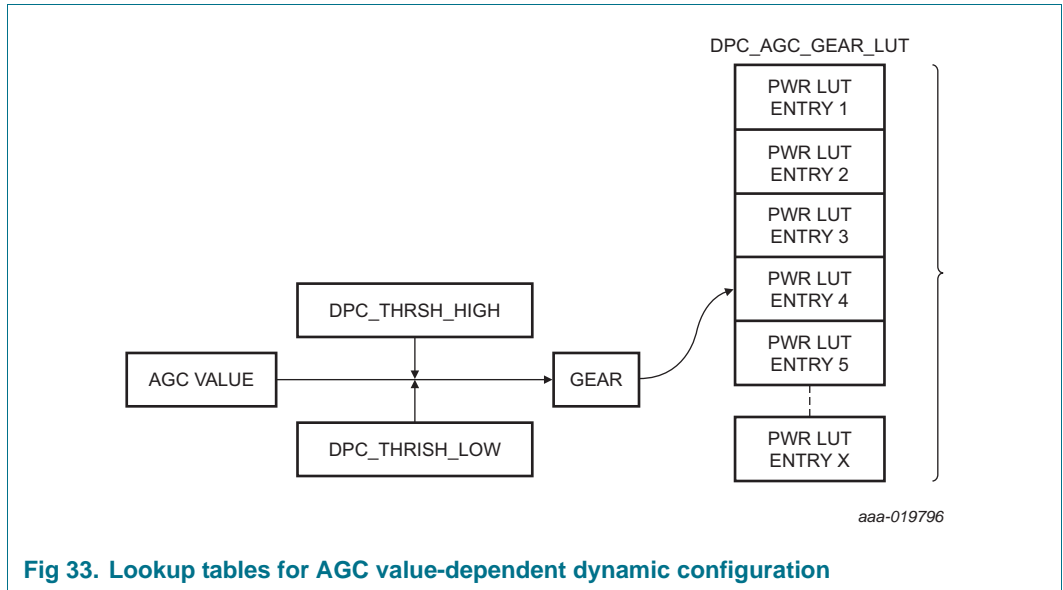 DPC_AGC_GEAR_LUT
PWR LUT
ENTRY 1
PWR LUT
ENTRY 2
PWR LUT
ENTRY 3
PWR LUT
ENTRY 4
PWR LUT
ENTRY 5
PWR LUT
ENTRY X
DPC_THRSH_HIGH
AGC VALUE
GEAR
DPC_THRISH_LOW
aaa-019796
Fig 33. Lookup tables for AGC value-dependent dynamic configuration